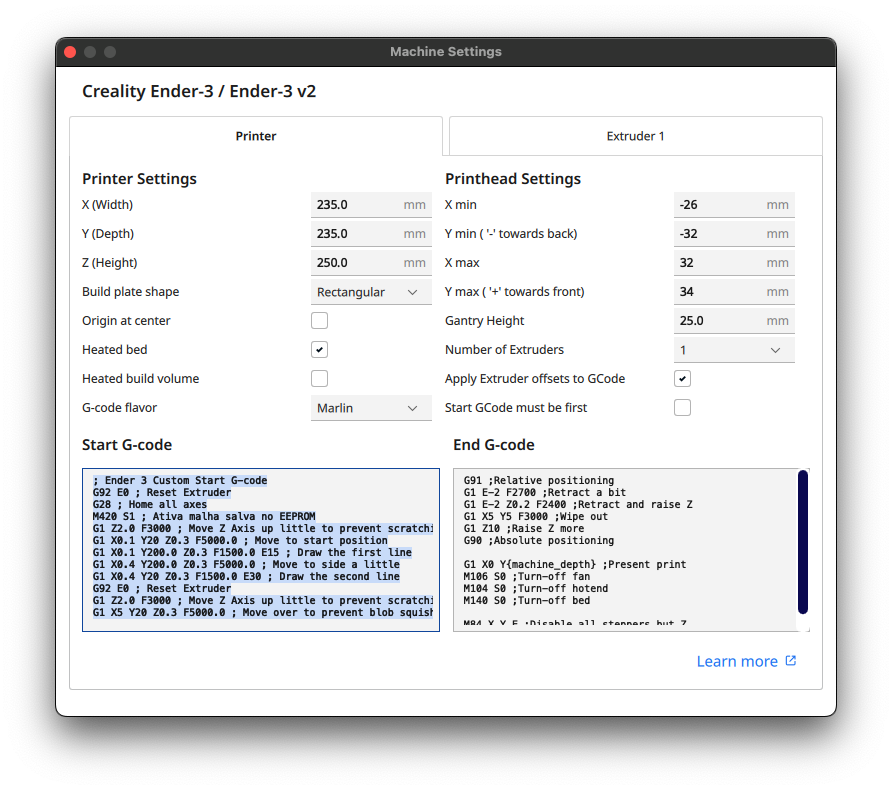 Machine Settings
Creality Ender-3 / Ender-3 v2
Printer
Extruder 1
Printer Settings
X (Width) 235.0 mm
Y (Depth) 235.0 mm
Z (Height) 250.0 mm
Build plate shape Rectangular
Origin at center
Heated bed
Heated build volume
G-code flavor Marlin
Printhead Settings
X min -26 mm
Y min ( '-' towards back) -32 mm
X max 32 mm
Y max ( '+' towards front) 34 mm
Gantry Height 25.0 mm
Number of Extruders 1
Apply Extruder offsets to GCode
Start GCode must be first
Start G-code
; Ender 3 Custom Start G-code
G92 E0 ; Reset Extruder
G28 ; Home all axes
M420 S1 ; Ativa malha salva no EEPROM
G1 Z2.0 F3000 ; Move Z Axis up little to prevent scratchi
G1 X0.1 Y20 Z0.3 F5000.0 ; Move to start position
G1 X0.1 Y200.0 Z0.3 F1500.0 E15 ; Draw the first line
G1 X0.4 Y200.0 Z0.3 F5000.0 ; Move to side a little
G1 X0.4 Y20 Z0.3 F1500.0 E30 ; Draw the second line
G92 E0 ; Reset Extruder
G1 Z2.0 F3000 ; Move Z Axis up little to prevent scratchi
G1 X5 Y20 Z0.3 F5000.0 ; Move over to prevent blob squish
End G-code
G91 ;Relative positioning
G1 E-2 F2700 ;Retract a bit
G1 E-2 Z0.2 F2400 ;Retract and raise Z
G1 X5 Y5 F3000 ;Wipe out
G1 Z10 ;Raise Z more
G90 ;Absolute positioning
G1 X0 Y{machine_depth} ;Present print
M106 S0 ;Turn-off fan
M104 S0 ;Turn-off hotend
M140 S0 ;Turn-off bed
M84 X Y E ;Disable all steppers but Z
Learn more